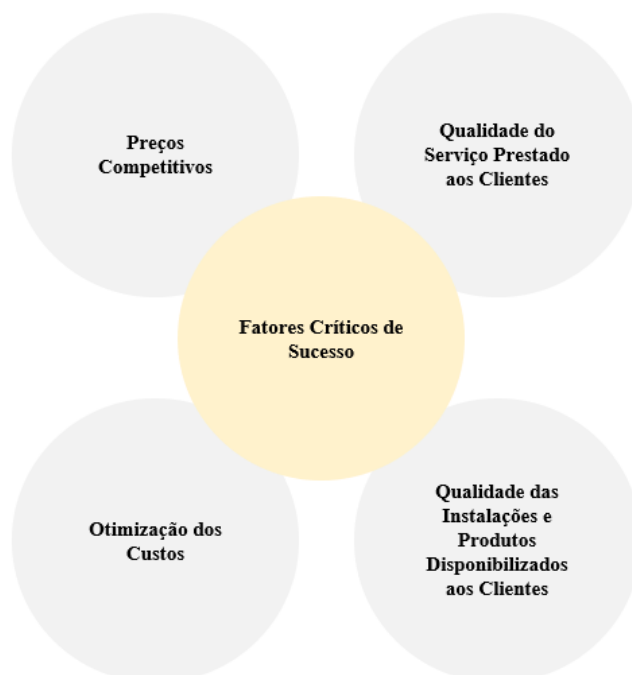 Preços
Competitivos
Qualidade do
Serviço Prestado
aos Clientes
Fatores Críticos de
Sucesso
Otimização dos
Custos
Qualidade das
Instalações e
Produtos
Disponibilizados
aos Clientes